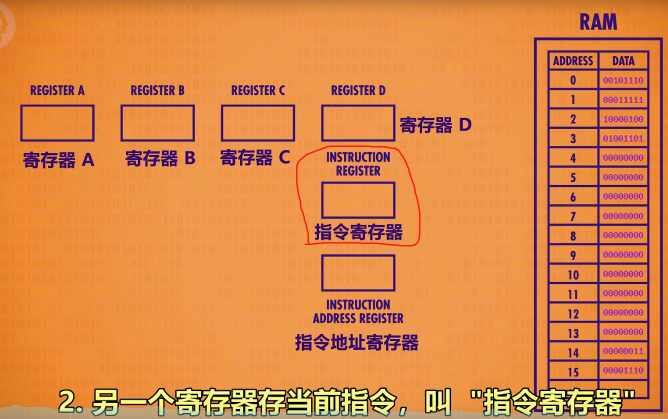 RAM
REGISTER A
REGISTER B
REGISTER C
REGISTER D
寄存器 A
寄存器 B
寄存器 C
寄存器 D
INSTRUCTION
REGISTER
指令寄存器
INSTRUCTION
ADDRESS REGISTER
指令地址寄存器
ADDRESS DATA
0 00101110
1 00011111
2 10000100
3 01001101
4 00000000
5 00000000
6 00000000
7 00000000
8 00000000
9 00000000
10 00000000
11 00000000
12 00000000
13 00000000
14 00000011
15 00001110
2. 另一个寄存器存当前指令，叫 "指令寄存器"